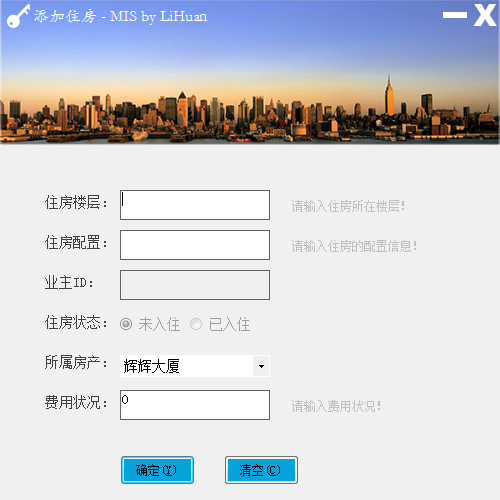 添加住房 - MIS by LiHuan
住房楼层： 请输入住房所在楼层!
住房配置： 请输入住房的配置信息!
业主ID：
住房状态： 未入住 已入住
所属房产： 辉辉大厦
费用状况： 0 请输入费用状况!
确定(Y) 清空(C)